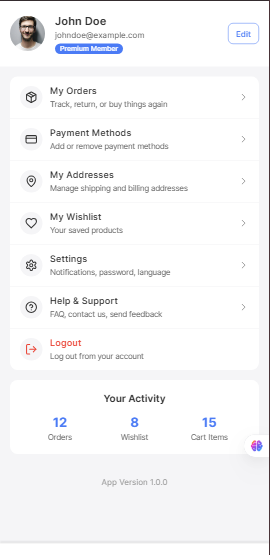 John Doe
johndoe@example.com
Premium Member
Edit
My Orders
Track, return, or buy things again
Payment Methods
Add or remove payment methods
My Addresses
Manage shipping and billing addresses
My Wishlist
Your saved products
Settings
Notifications, password, language
Help & Support
FAQ, contact us, send feedback
Logout
Log out from your account
Your Activity
12 8 15
Orders Wishlist Cart Items
App Version 1.0.0